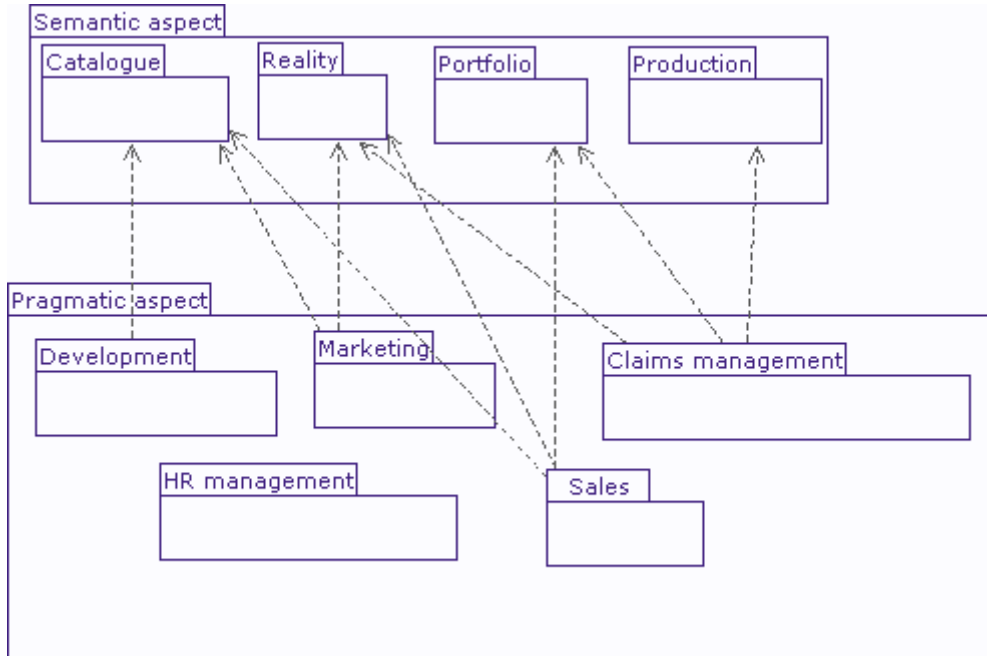 Semantic aspect
Catalogue
Reality
Portfolio
Production
Pragmatic aspect
Development
Marketing
Claims management
HR management
Sales